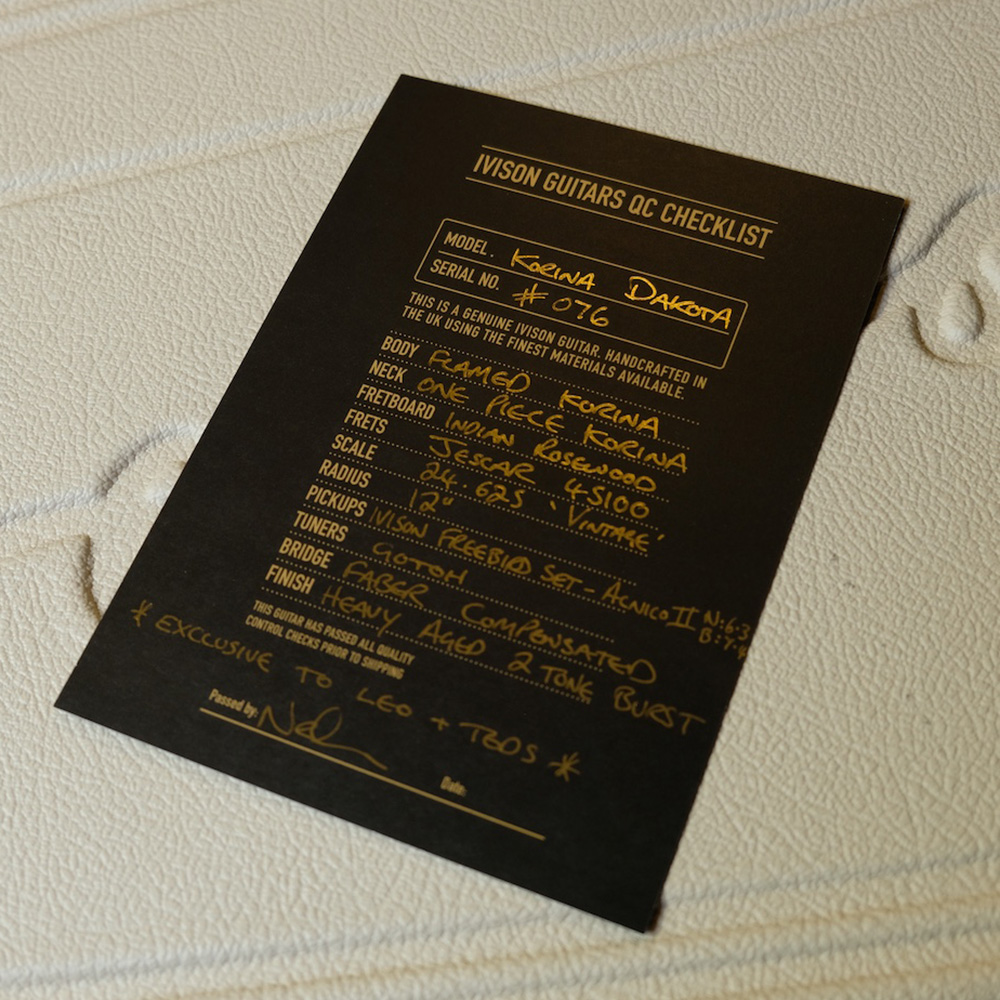 IVISON GUITARS QC CHECKLIST
MODEL. KORINA DAKOTA
SERIAL NO. #076
THIS IS A GENUINE IVISON GUITAR, HANDCRAFTED IN
THE UK USING THE FINEST MATERIALS AVAILABLE.
BODY FLAMED KORINA
NECK ONE PIECE KORINA
FRETBOARD INDIAN ROSEWOOD
FRETS JESCAR 45100
SCALE 24.625 'VINTAGE'
RADIUS 12"
PICKUPS IVISON FREEBIRD SET - ALNICO II N:6.3
TUNERS GOTOH
BRIDGE FABER COMPENSATED
FINISH HEAVY AGED 2 TONE BURST
THIS GUITAR HAS PASSED ALL QUALITY
CONTROL CHECKS PRIOR TO SHIPPING
* EXCLUSIVE TO LEO + TEDS *
Passed by:
Date: